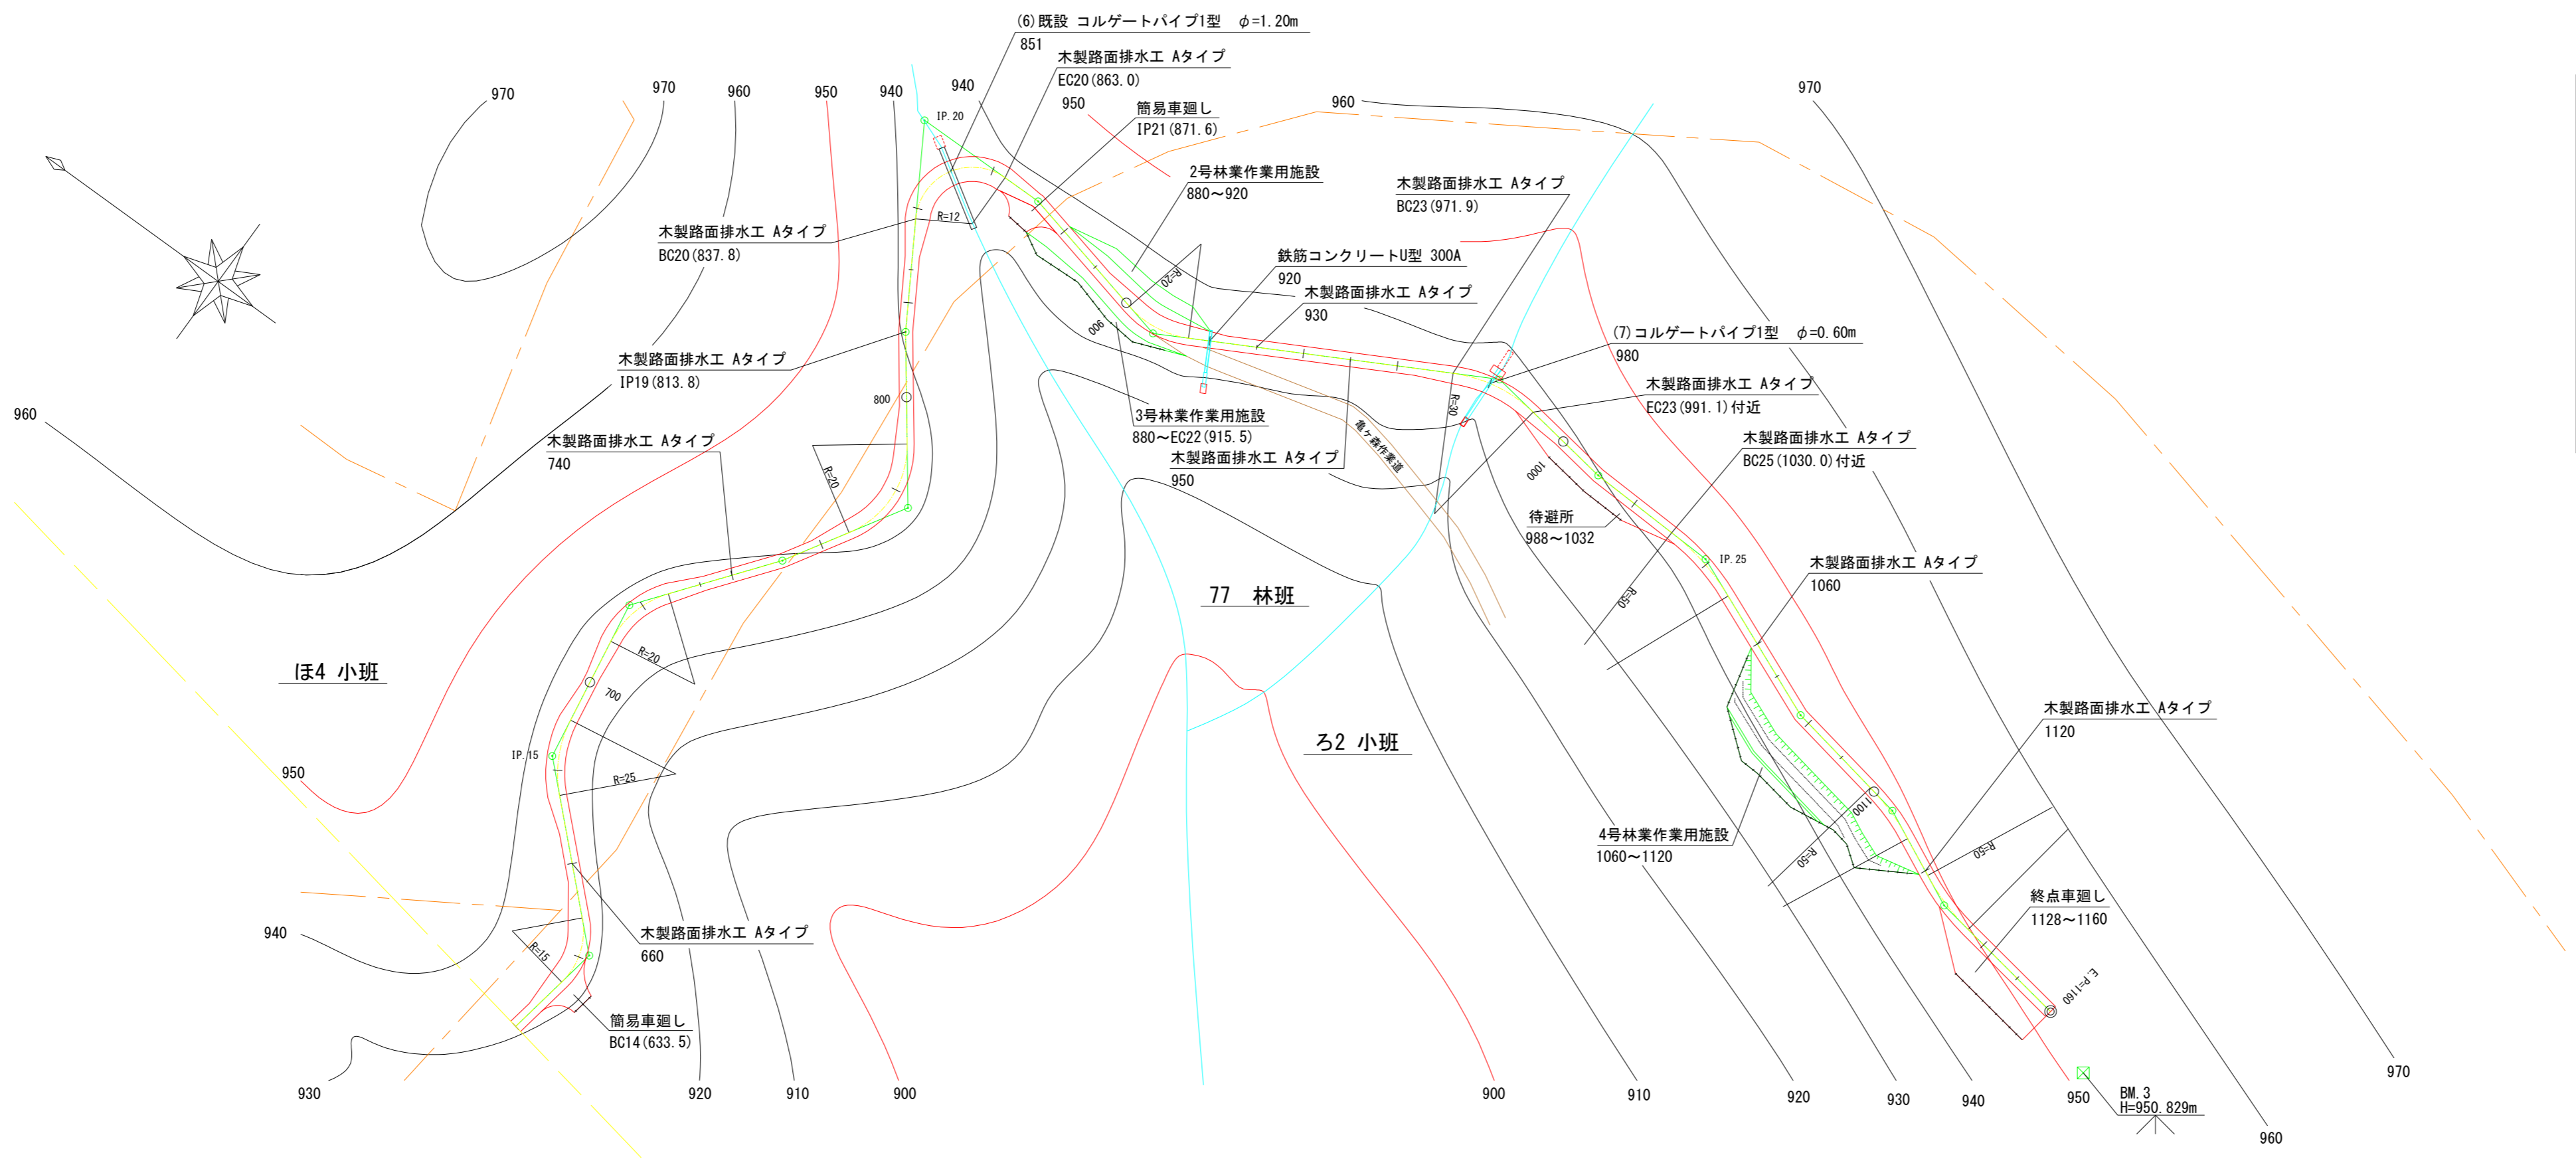 (6)既設 コルゲートパイプ1型 φ=1.20m
851
木製路面排水工 Aタイプ
EC20(863.0)
970
970
960
950
940
940
950
簡易車廻し
IP21(871.6)
960
970
IP.20
2号林業作業用施設
880～920
木製路面排水工 Aタイプ
BC23(971.9)
R=12
木製路面排水工 Aタイプ
BC20(837.8)
鉄筋コンクリートU型 300A
920
R=20
木製路面排水工 Aタイプ
930
900
(7)コルゲートパイプ1型 φ=0.60m
980
木製路面排水工 Aタイプ
IP19(813.8)
木製路面排水工 Aタイプ
EC23(991.1)付近
800
R=30
960
3号林業作業用施設
880～EC22(915.5)
亀ヶ森作業道
木製路面排水工 Aタイプ
BC25(1030.0)付近
木製路面排水工 Aタイプ
740
木製路面排水工 Aタイプ
950
R=20
1000
待避所
988～1032
IP.25
木製路面排水工 Aタイプ
1060
77 林班
R=50
ほ4 小班
R=20
700
木製路面排水工 Aタイプ
1120
ろ2 小班
IP.15
950
R=25
1100
4号林業作業用施設
1060～1120
R=50
R=50
終点車廻し
1128～1160
940
木製路面排水工 Aタイプ
660
R=15
E.P=1160
簡易車廻し
BC14(633.5)
930
920
910
900
900
910
920
930
940
950
BM.3
H=950.829m
970
960